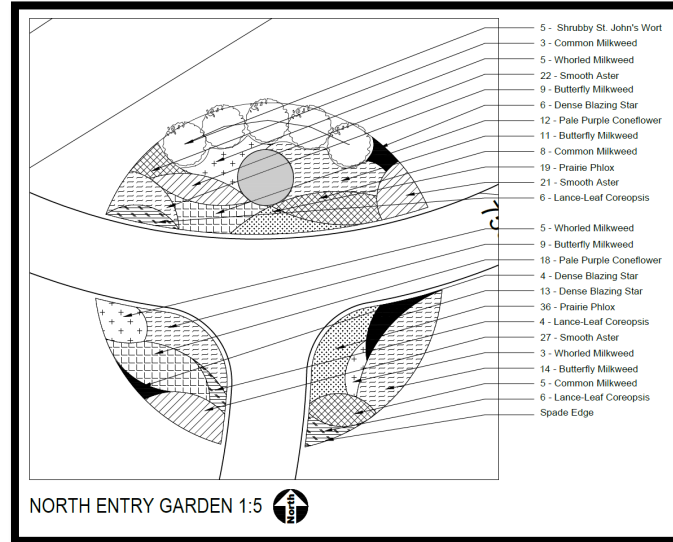 5 - Shrubby St. John's Wort
3 - Common Milkweed
5 - Whorled Milkweed
22 - Smooth Aster
9 - Butterfly Milkweed
6 - Dense Blazing Star
12 - Pale Purple Coneflower
11 - Butterfly Milkweed
8 - Common Milkweed
19 - Prairie Phlox
21 - Smooth Aster
6 - Lance-Leaf Coreopsis
5 - Whorled Milkweed
9 - Butterfly Milkweed
18 - Pale Purple Coneflower
4 - Dense Blazing Star
13 - Dense Blazing Star
36 - Prairie Phlox
4 - Lance-Leaf Coreopsis
27 - Smooth Aster
3 - Whorled Milkweed
14 - Butterfly Milkweed
5 - Common Milkweed
6 - Lance-Leaf Coreopsis
Spade Edge
NORTH ENTRY GARDEN 1:5
North